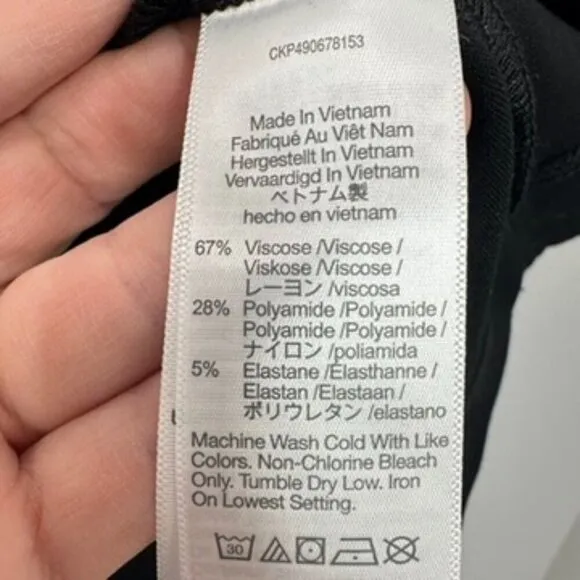 CKP490678153
Made In Vietnam
Fabriqué Au Viêt Nam
Hergestellt In Vietnam
Vervaardigd In Vietnam
ベトナム製
hecho en vietnam
67% Viscose /Viscose /
Viskose /Viscose /
レーヨン /viscosa
28% Polyamide /Polyamide /
Polyamide /Polyamide /
ナイロン /poliamida
5% Elastane /Élasthanne /
Elastan /Elastaan /
ポリウレタン /elastano
Machine Wash Cold With Like
Colors. Non-Chlorine Bleach
Only. Tumble Dry Low. Iron
On Lowest Setting.
30